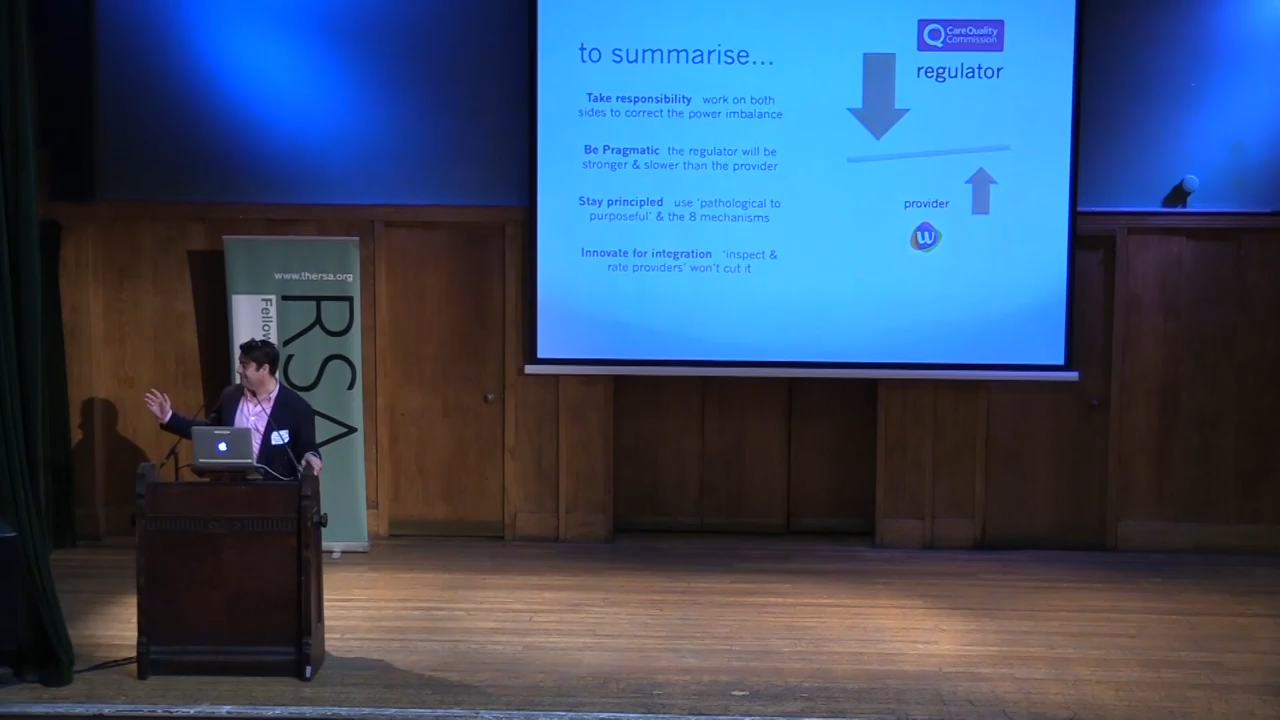 to summarise...
Take responsibility work on both
sides to correct the power imbalance
Be Pragmatic the regulator will be
stronger & slower than the provider
Stay principled use 'pathological to
purposeful' & the 8 mechanisms
Innovate for integration 'inspect &
rate providers' won't cut it
CareQuality
Commission
regulator
provider
w
www.thersa.org
RSA